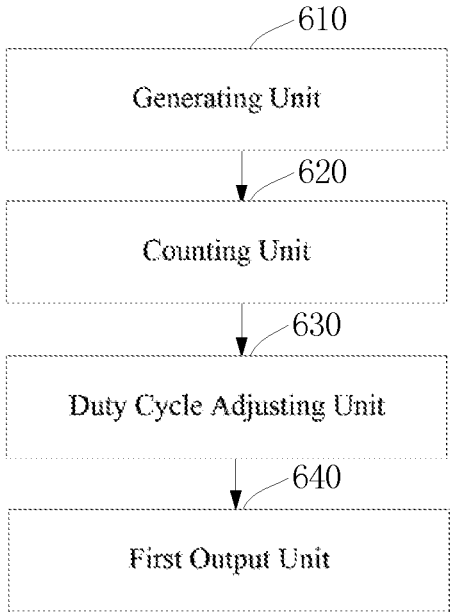 610
Generating Unit
620
Counting Unit
630
Duty Cycle Adjusting Unit
640
First Output Unit